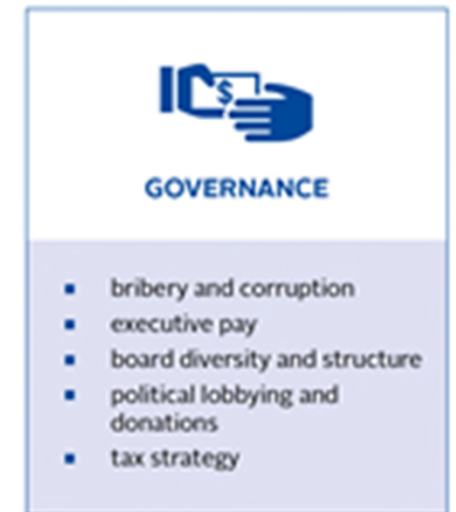 $
GOVERNANCE
▪ bribery and corruption
▪ executive pay
▪ board diversity and structure
▪ political lobbying and
donations
▪ tax strategy